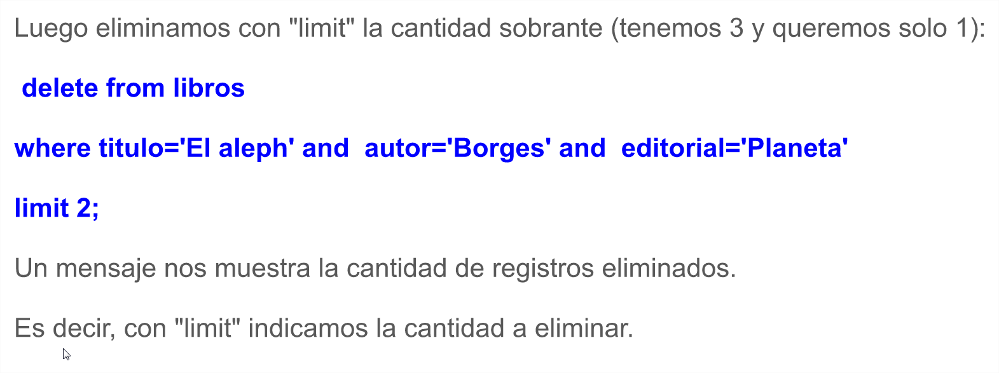 Luego eliminamos con "limit" la cantidad sobrante (tenemos 3 y queremos solo 1):
delete from libros
where titulo='El aleph' and  autor='Borges' and  editorial='Planeta'
limit 2;
Un mensaje nos muestra la cantidad de registros eliminados.
Es decir, con "limit" indicamos la cantidad a eliminar.